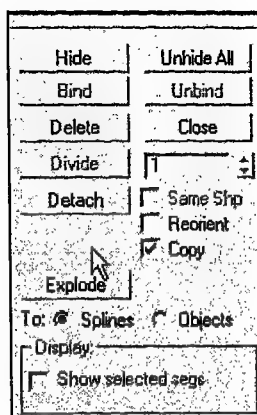 Hide Unhide All
Bind Unbind
Delete Close
Divide 1
Detach Same Shp
Reorient
Copy
Explode
To: Splines Objects
Display:
Show selected segs